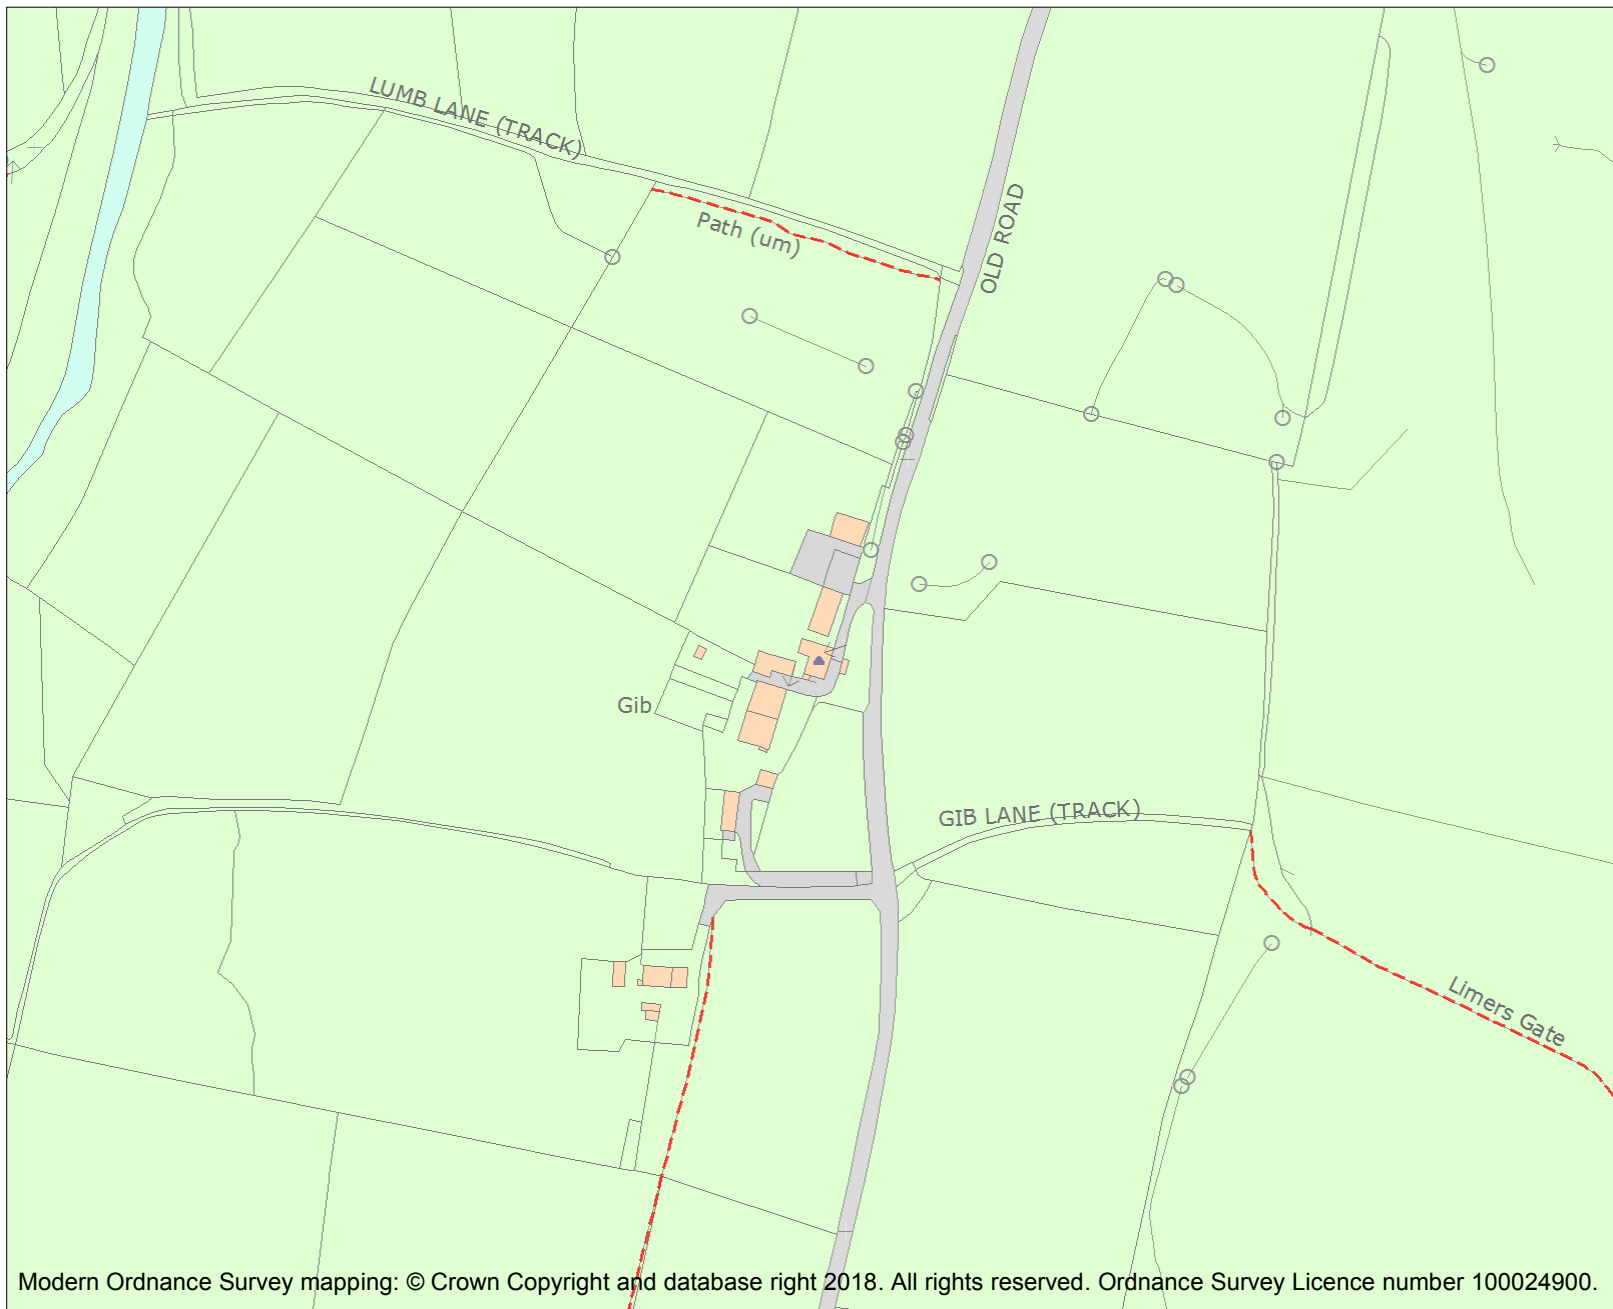 LUMB LANE (TRACK)
Path (um)
OLD ROAD
Gib
GIB LANE (TRACK)
Limers Gate
Modern Ordnance Survey mapping: © Crown Copyright and database right 2018. All rights reserved. Ordnance Survey Licence number 100024900.